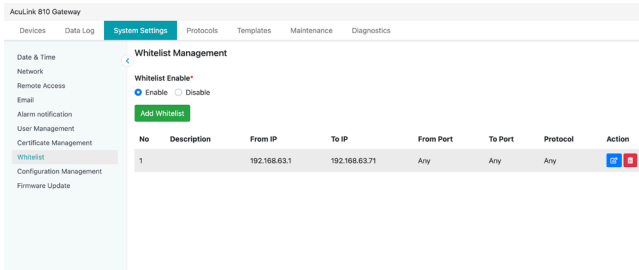 AcuLink 810 Gateway
Devices Data Log System Settings Protocols Templates Maintenance Diagnostics
Date & Time
Network
Remote Access
Email
Alarm notification
User Management
Certificate Management
Whitelist
Configuration Management
Firmware Update
Whitelist Management
Whitelist Enable*
Enable Disable
Add Whitelist
No Description From IP To IP From Port To Port Protocol Action
1 192.168.63.1 192.168.63.71 Any Any Any